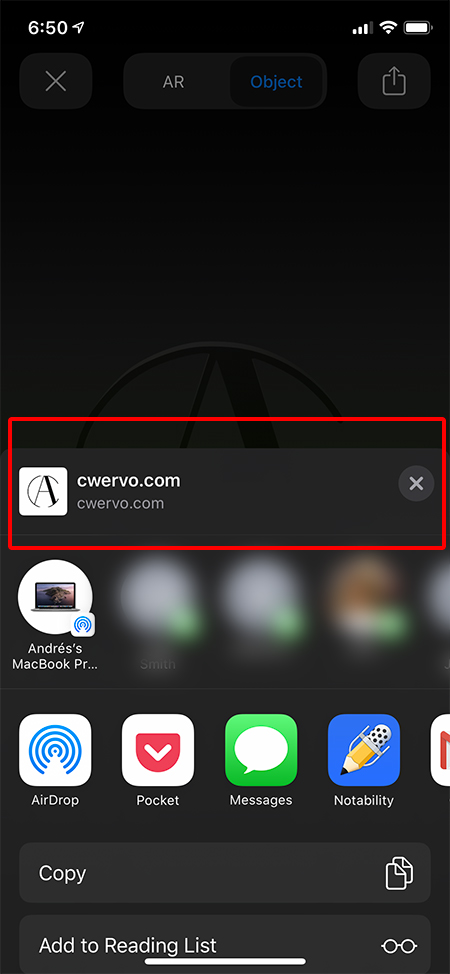 6:50
AR
Object
cwervo.com
cwervo.com
Andrés's
MacBook Pr...
Smith
AirDrop
Pocket
Messages
Notability
Copy
Add to Reading List